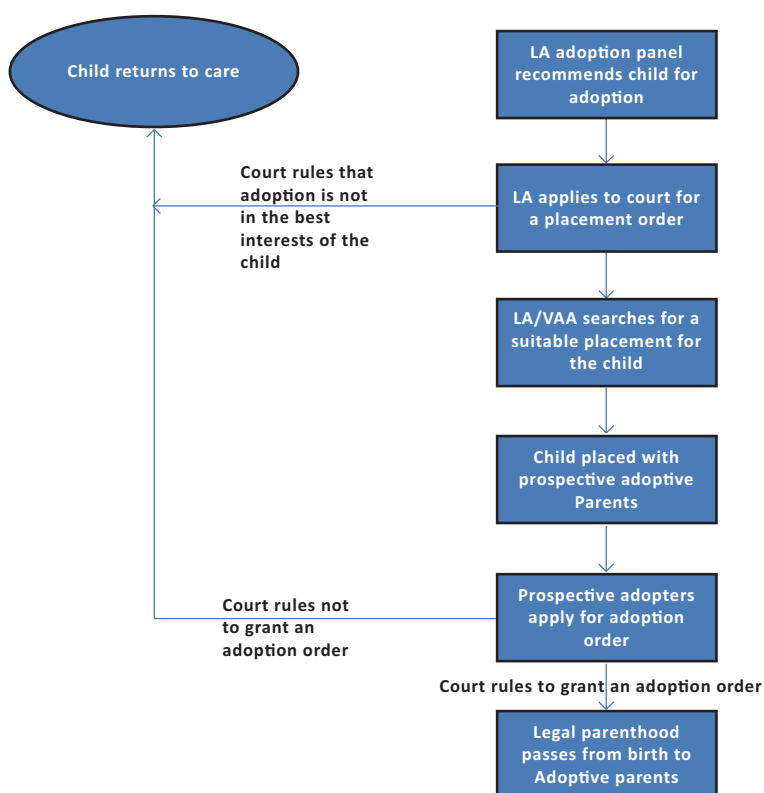 Child returns to care
LA adoption panel
recommends child for
adoption
Court rules that
adoption is not
in the best
interests of the
child
LA applies to court for
a placement order
LA/VAA searches for a
suitable placement for
the child
Child placed with
prospective adoptive
Parents
Court rules not
to grant an
adoption order
Prospective adopters
apply for adoption
order
Court rules to grant an adoption order
Legal parenthood
passes from birth to
Adoptive parents